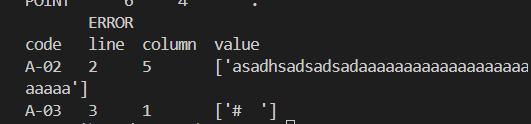 POINT 6 4 .
ERROR
code line column value
A-02 2 5 ['asadhsadsadsadaaaaaaaaaaaaaaaaaaa
aaaaa']
A-03 3 1 ['# ']